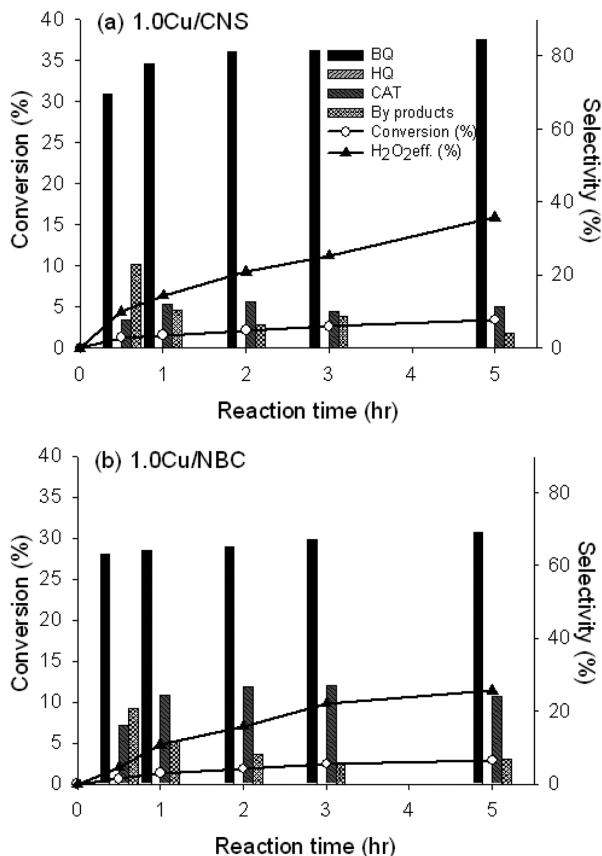 (a) 1.0Cu/CNS
40
35
30
25
20
15
10
5
0
Conversion (%)
80
60
40
20
0
Selectivity (%)
BQ
HQ
CAT
By products
Conversion (%)
H₂O₂eff. (%)
0 1 2 3 4 5
Reaction time (hr)
(b) 1.0Cu/NBC
40
35
30
25
20
15
10
5
0
Conversion (%)
80
60
40
20
0
Selectivity (%)
0 1 2 3 4 5
Reaction time (hr)